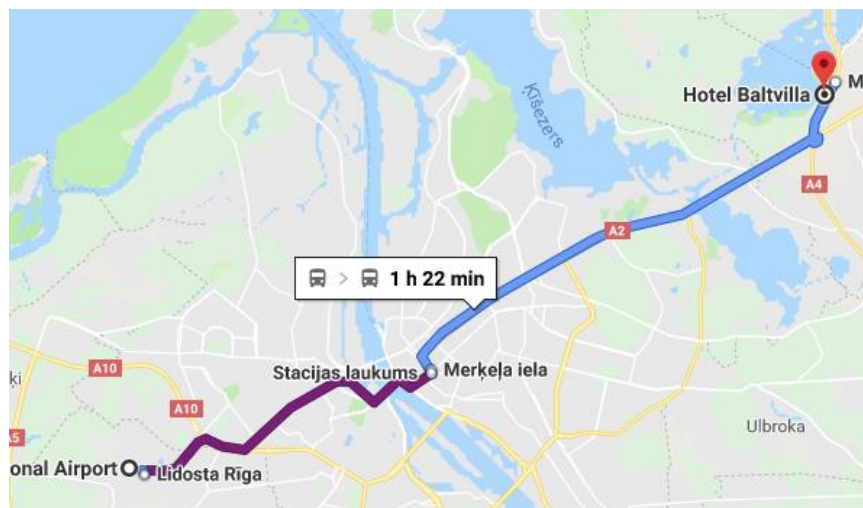 Hotel Baltvilla
M
Ķīšezers
A4
A2
1 h 22 min
Stacijas laukums
Merķeļa iela
ķi
A10
A10
A5
Ulbroka
onal Airport
Lidosta Rīga